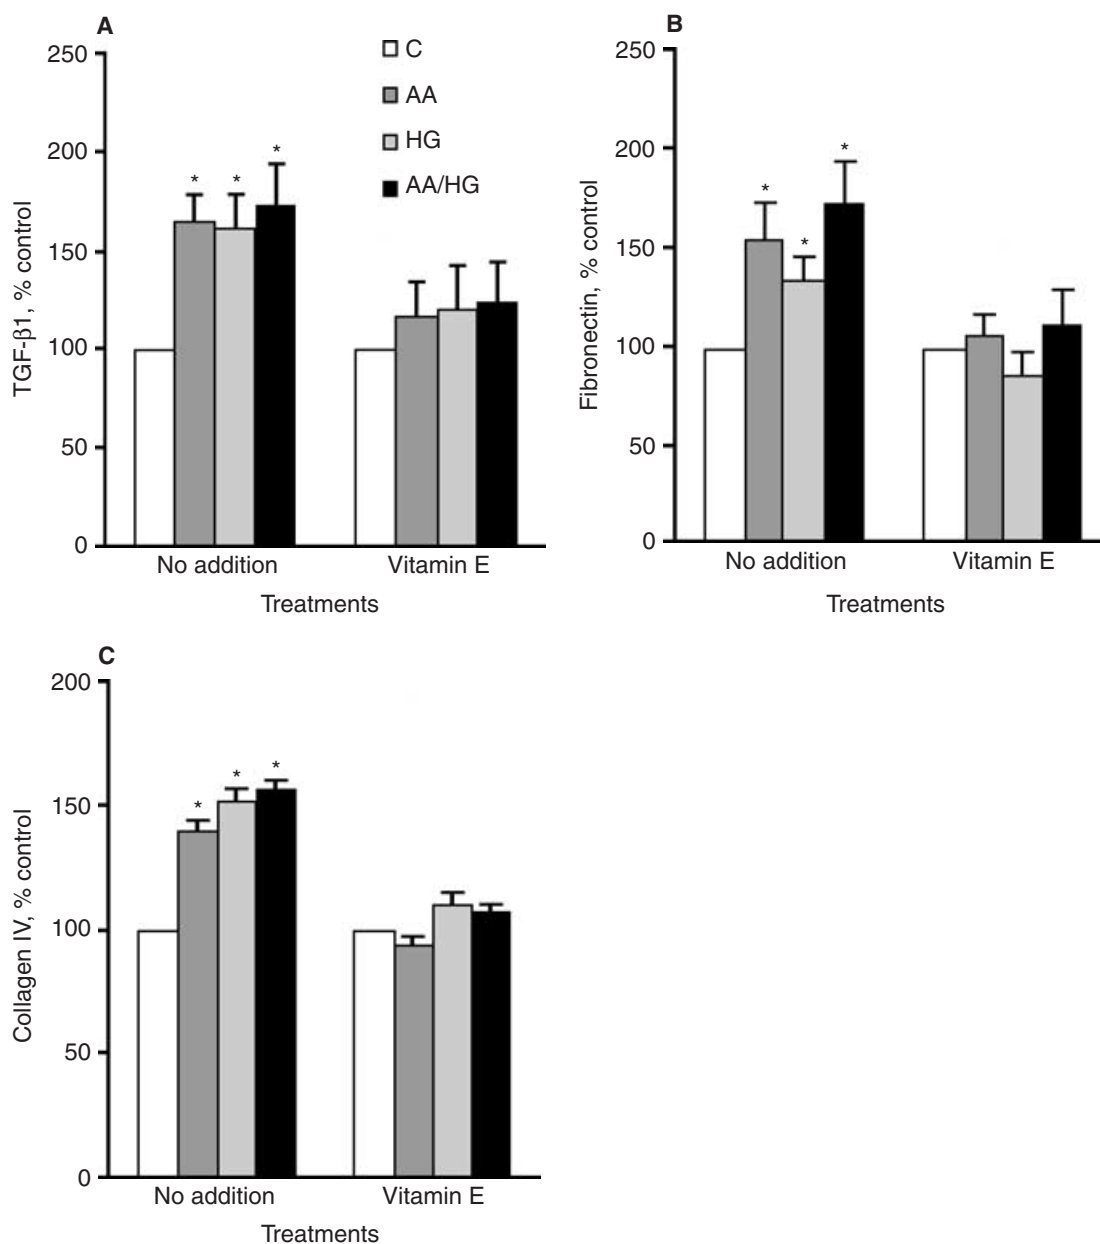 A
250
200
150
100
50
0
TGF-β1, % control
C
AA
HG
AA/HG
*
*
*
No addition
Vitamin E
Treatments
B
250
200
150
100
50
0
Fibronectin, % control
*
*
*
No addition
Vitamin E
Treatments
C
200
150
100
50
0
Collagen IV, % control
*
*
*
No addition
Vitamin E
Treatments